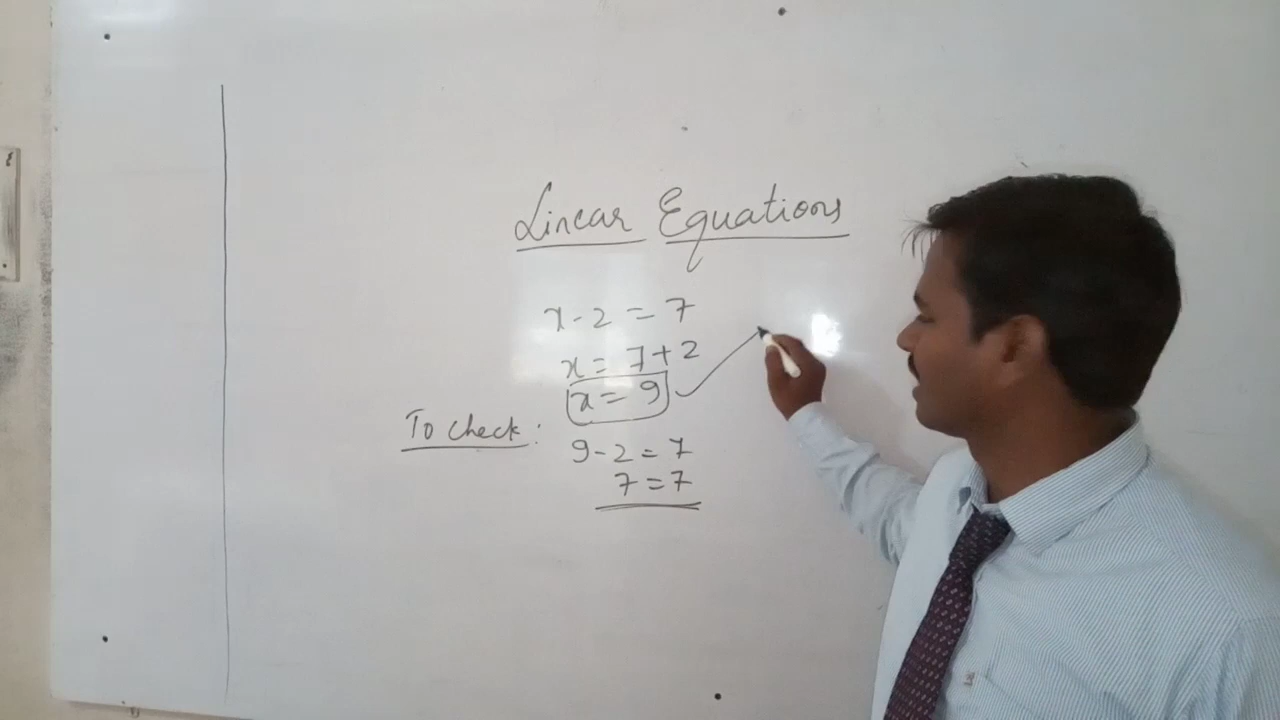 Linear Equations
x - 2 = 7
x = 7 + 2
x = 9
To check :
9 - 2 = 7
7 = 7